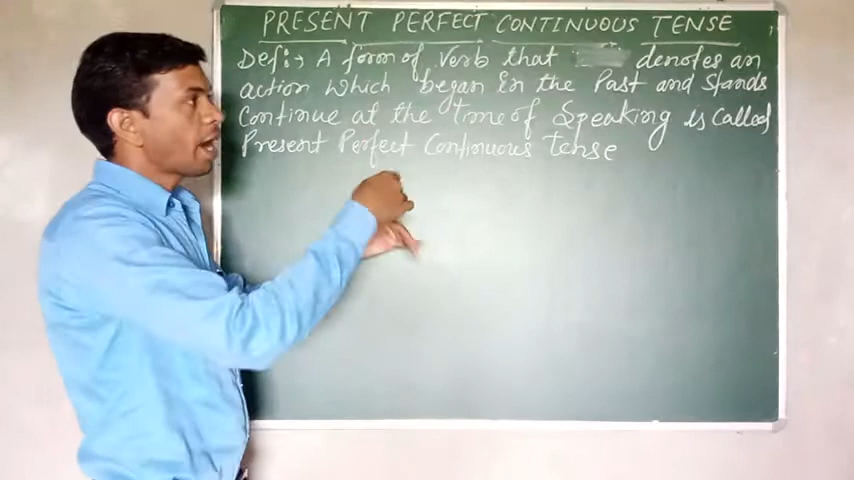 PRESENT PERFECT CONTINUOUS TENSE
Def:→ A form of verb that denotes an
action which began in the Past and Stands
Continue at the time of Speaking is called
Present Perfect Continuous Tense